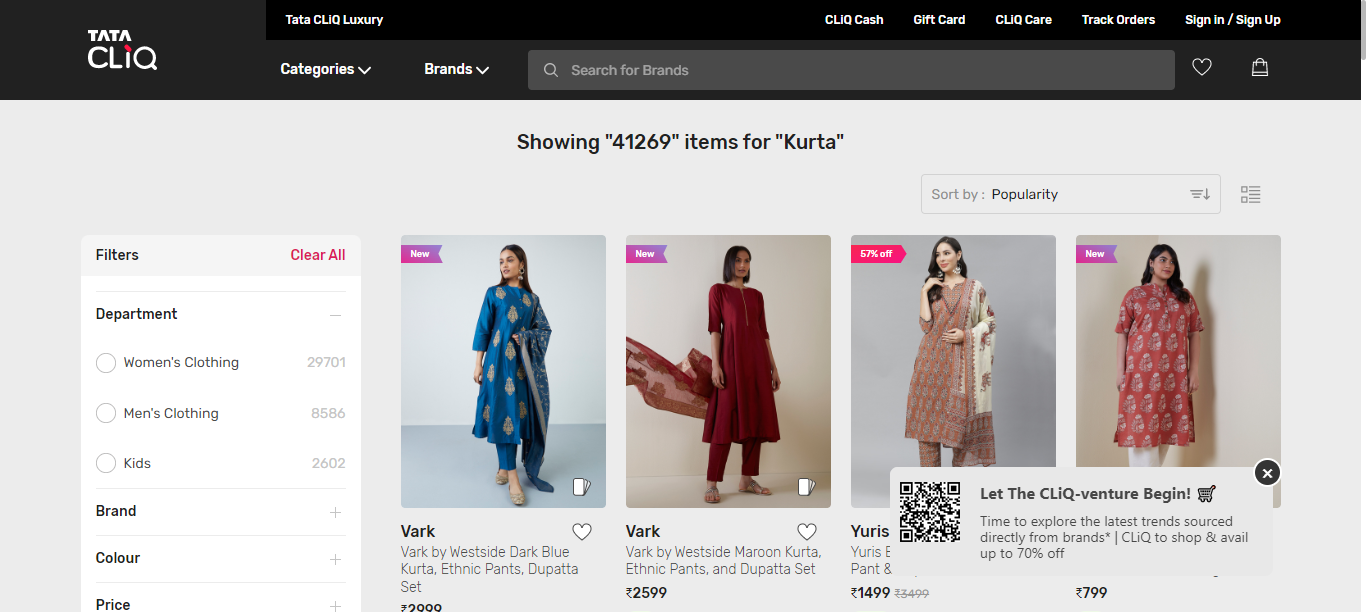 Tata CLiQ Luxury
CLiQ Cash
Gift Card
CLiQ Care
Track Orders
Sign in / Sign Up
TATA
CLiQ
Categories
Brands
Search for Brands
Showing "41269" items for "Kurta"
Sort by : Popularity
Filters
Clear All
Department
Women's Clothing 29701
Men's Clothing 8586
Kids 2602
Brand
Colour
Price
New
Vark
Vark by Westside Dark Blue
Kurta, Ethnic Pants, Dupatta
Set
₹2999
New
Vark
Vark by Westside Maroon Kurta,
Ethnic Pants, and Dupatta Set
₹2599
57% off
Yuris
Yuris
Pant &
₹1499 ₹3499
New
₹799
Let The CLiQ-venture Begin!
Time to explore the latest trends sourced
directly from brands* | CLiQ to shop & avail
up to 70% off